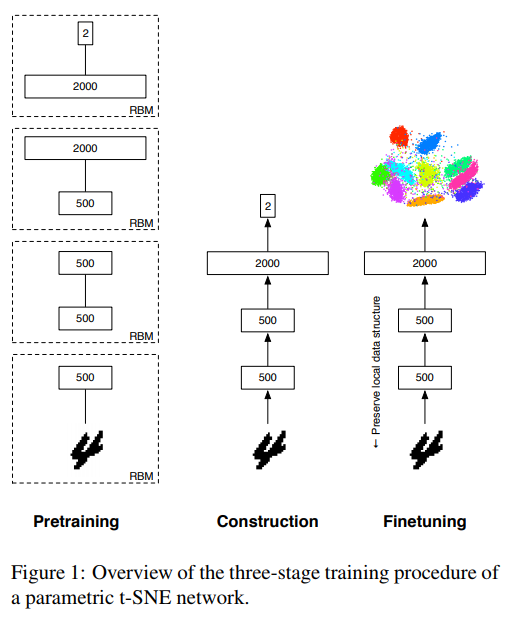 2
2000
RBM
2000
500
RBM
500
500
RBM
500
RBM
Pretraining
2
2000
500
500
Construction
2000
500
500
← Preserve local data structure
Finetuning
Figure 1: Overview of the three-stage training procedure of
a parametric t-SNE network.